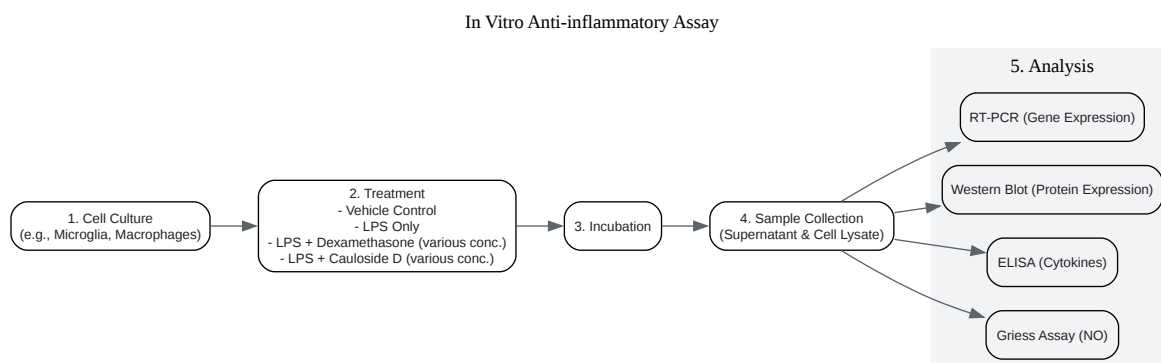 In Vitro Anti-inflammatory Assay
1. Cell Culture
(e.g., Microglia, Macrophages)
2. Treatment
- Vehicle Control
- LPS Only
- LPS + Dexamethasone (various conc.)
- LPS + Cauloside D (various conc.)
3. Incubation
4. Sample Collection
(Supernatant & Cell Lysate)
5. Analysis
RT-PCR (Gene Expression)
Western Blot (Protein Expression)
ELISA (Cytokines)
Griess Assay (NO)